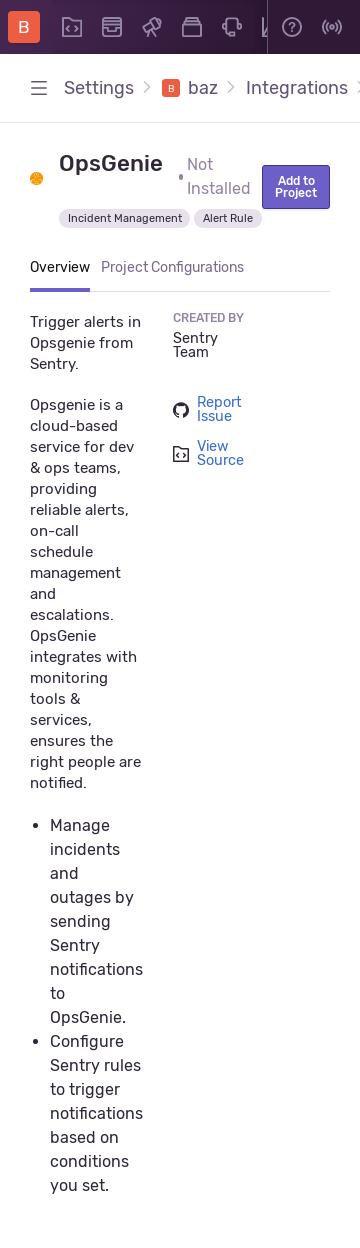 B
Settings
B baz
Integrations
OpsGenie
Not
Installed
Add to
Project
Incident Management
Alert Rule
Overview
Project Configurations
Trigger alerts in
Opsgenie from
Sentry.
Opsgenie is a
cloud-based
service for dev
& ops teams,
providing
reliable alerts,
on-call
schedule
management
and
escalations.
OpsGenie
integrates with
monitoring
tools &
services,
ensures the
right people are
notified.
• Manage
incidents
and
outages by
sending
Sentry
notifications
to
OpsGenie.
• Configure
Sentry rules
to trigger
notifications
based on
conditions
you set.
CREATED BY
Sentry
Team
Report
Issue
View
Source